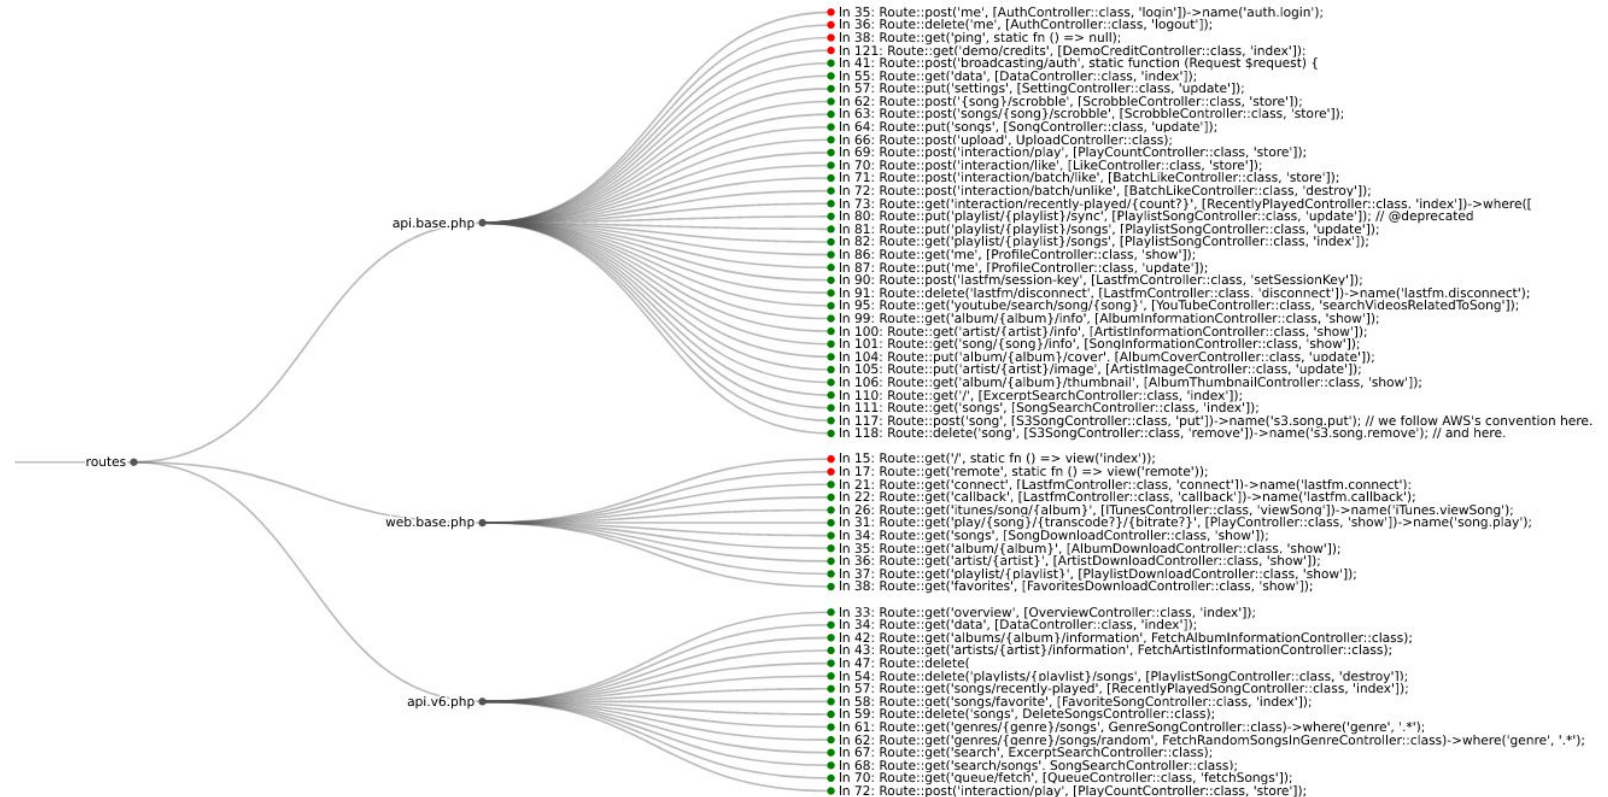 routes
api.base.php
ln 35: Route::post('me', [AuthController::class, 'login'])->name('auth.login');
ln 36: Route::delete('me', [AuthController::class, 'logout']);
ln 38: Route::get('ping', static fn () => null);
ln 121: Route::get('demo/credits', [DemoCreditController::class, 'index']);
ln 41: Route::post('broadcasting/auth', static function (Request $request) {
ln 55: Route::get('data', [DataController::class, 'index']);
ln 57: Route::put('settings', [SettingController::class, 'update']);
ln 62: Route::post('{song}/scrobble', [ScrobbleController::class, 'store']);
ln 63: Route::post('songs/{song}/scrobble', [ScrobbleController::class, 'store']);
ln 64: Route::put('songs', [SongController::class, 'update']);
ln 66: Route::post('upload', UploadController::class);
ln 69: Route::post('interaction/play', [PlayCountController::class, 'store']);
ln 70: Route::post('interaction/like', [LikeController::class, 'store']);
ln 71: Route::post('interaction/batch/like', [BatchLikeController::class, 'store']);
ln 72: Route::post('interaction/batch/unlike', [BatchLikeController::class, 'destroy']);
ln 73: Route::get('interaction/recently-played/{count?}', [RecentlyPlayedController::class, 'index'])->where([
ln 80: Route::put('playlist/{playlist}/sync', [PlaylistSongController::class, 'update']); // @deprecated
ln 81: Route::put('playlist/{playlist}/songs', [PlaylistSongController::class, 'update']);
ln 82: Route::get('playlist/{playlist}/songs', [PlaylistSongController::class, 'index']);
ln 86: Route::get('me', [ProfileController::class, 'show']);
ln 87: Route::put('me', [ProfileController::class, 'update']);
ln 90: Route::post('lastfm/session-key', [LastfmController::class, 'setSessionKey']);
ln 91: Route::delete('lastfm/disconnect', [LastfmController::class, 'disconnect'])->name('lastfm.disconnect');
ln 95: Route::get('youtube/search/song/{song}', [YouTubeController::class, 'searchVideosRelatedToSong']);
ln 99: Route::get('album/{album}/info', [AlbumInformationController::class, 'show']);
ln 100: Route::get('artist/{artist}/info', [ArtistInformationController::class, 'show']);
ln 101: Route::get('song/{song}/info', [SongInformationController::class, 'show']);
ln 104: Route::put('album/{album}/cover', [AlbumCoverController::class, 'update']);
ln 105: Route::put('artist/{artist}/image', [ArtistImageController::class, 'update']);
ln 106: Route::get('album/{album}/thumbnail', [AlbumThumbnailController::class, 'show']);
ln 110: Route::get('/', [ExcerptSearchController::class, 'index']);
ln 111: Route::get('songs', [SongSearchController::class, 'index']);
ln 117: Route::post('song', [S3SongController::class, 'put'])->name('s3.song.put'); // we follow AWS's convention here.
ln 118: Route::delete('song', [S3SongController::class, 'remove'])->name('s3.song.remove'); // and here.
web.base.php
ln 15: Route::get('/', static fn () => view('index'));
ln 17: Route::get('remote', static fn () => view('remote'));
ln 21: Route::get('connect', [LastfmController::class, 'connect'])->name('lastfm.connect');
ln 22: Route::get('callback', [LastfmController::class, 'callback'])->name('lastfm.callback');
ln 26: Route::get('itunes/song/{album}', [ITunesController::class, 'viewSong'])->name('iTunes.viewSong');
ln 31: Route::get('play/{song}/{transcode?}/{bitrate?}', [PlayController::class, 'show'])->name('song.play');
ln 34: Route::get('songs', [SongDownloadController::class, 'show']);
ln 35: Route::get('album/{album}', [AlbumDownloadController::class, 'show']);
ln 36: Route::get('artist/{artist}', [ArtistDownloadController::class, 'show']);
ln 37: Route::get('playlist/{playlist}', [PlaylistDownloadController::class, 'show']);
ln 38: Route::get('favorites', [FavoritesDownloadController::class, 'show']);
api.v6.php
ln 33: Route::get('overview', [OverviewController::class, 'index']);
ln 34: Route::get('data', [DataController::class, 'index']);
ln 42: Route::get('albums/{album}/information', FetchAlbumInformationController::class);
ln 43: Route::get('artists/{artist}/information', FetchArtistInformationController::class);
ln 47: Route::delete(
ln 54: Route::delete('playlists/{playlist}/songs', [PlaylistSongController::class, 'destroy']);
ln 57: Route::get('songs/recently-played', [RecentlyPlayedSongController::class, 'index']);
ln 58: Route::get('songs/favorite', [FavoriteSongController::class, 'index']);
ln 59: Route::delete('songs', DeleteSongsController::class);
ln 61: Route::get('genres/{genre}/songs', GenreSongController::class)->where('genre', '.*');
ln 62: Route::get('genres/{genre}/songs/random', FetchRandomSongsInGenreController::class)->where('genre', '.*');
ln 67: Route::get('search', ExcerptSearchController::class);
ln 68: Route::get('search/songs', SongSearchController::class);
ln 70: Route::get('queue/fetch', [QueueController::class, 'fetchSongs']);
ln 72: Route::post('interaction/play', [PlayCountController::class, 'store']);